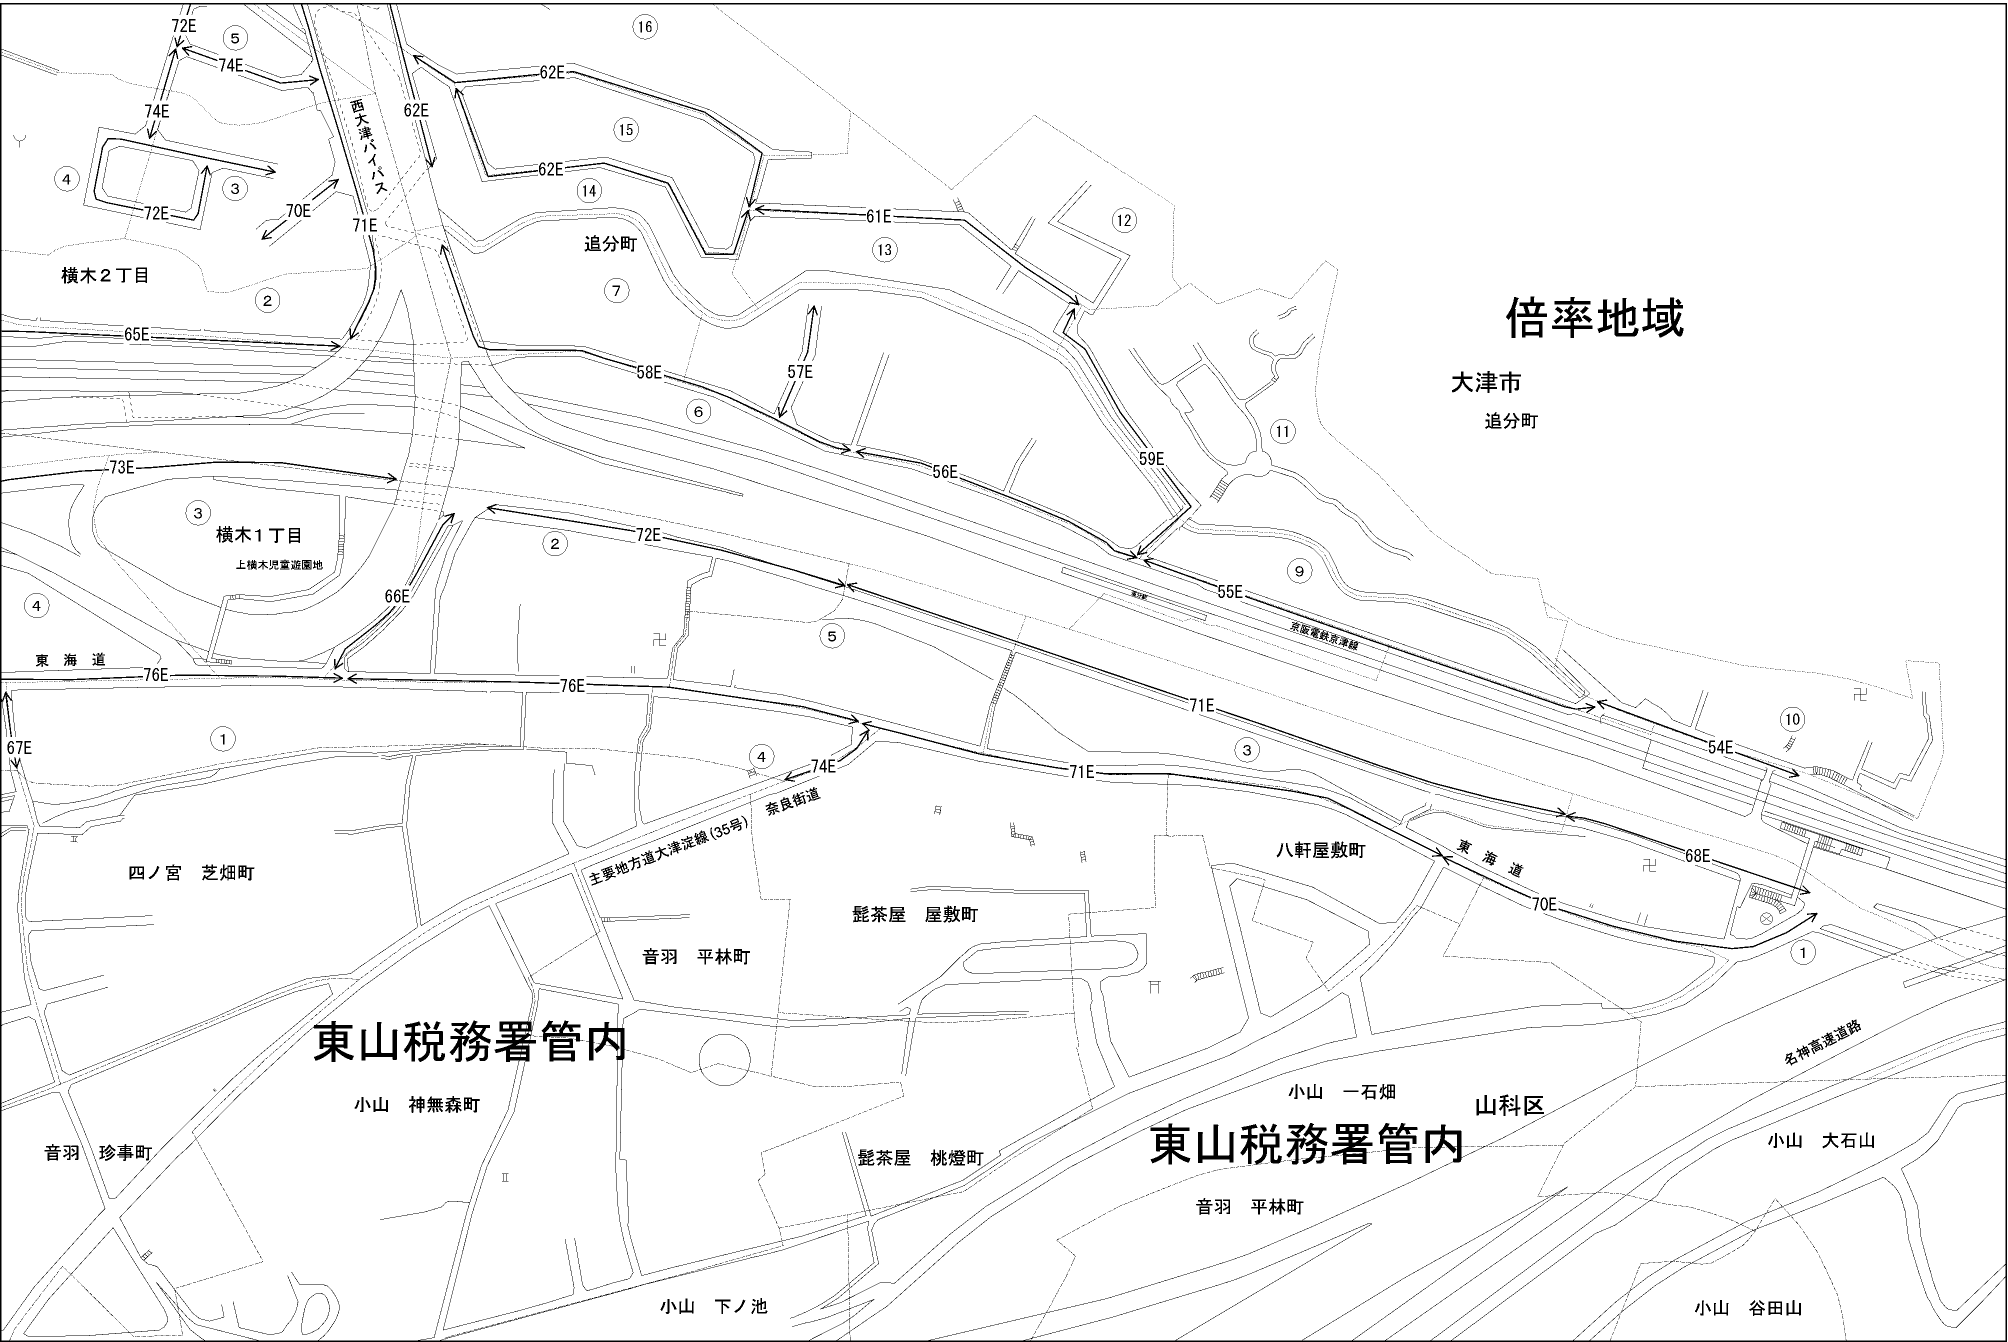 72E
⑤
74E
⑯
62E
74E
西大津バイパス
62E
⑮
④
③
62E
⑭
72E
70E
71E
61E
⑫
追分町
⑬
横木2丁目
②
⑦
倍率地域
65E
58E
57E
大津市
⑥
追分町
⑪
73E
56E
59E
③
横木1丁目
72E
②
上横木児童遊園地
④
66E
⑨
55E
追分駅
⑤
京阪電鉄京津線
東海道
76E
76E
71E
⑩
67E
①
④
74E
71E
③
54E
奈良街道
主要地方道大津淀線(35号)
四ノ宮 芝畑町
八軒屋敷町
東海道
68E
髭茶屋 屋敷町
70E
音羽 平林町
①
東山税務署管内
名神高速道路
小山 神無森町
小山 一石畑
山科区
音羽 珍事町
髭茶屋 桃燈町
東山税務署管内
小山 大石山
音羽 平林町
小山 下ノ池
小山 谷田山